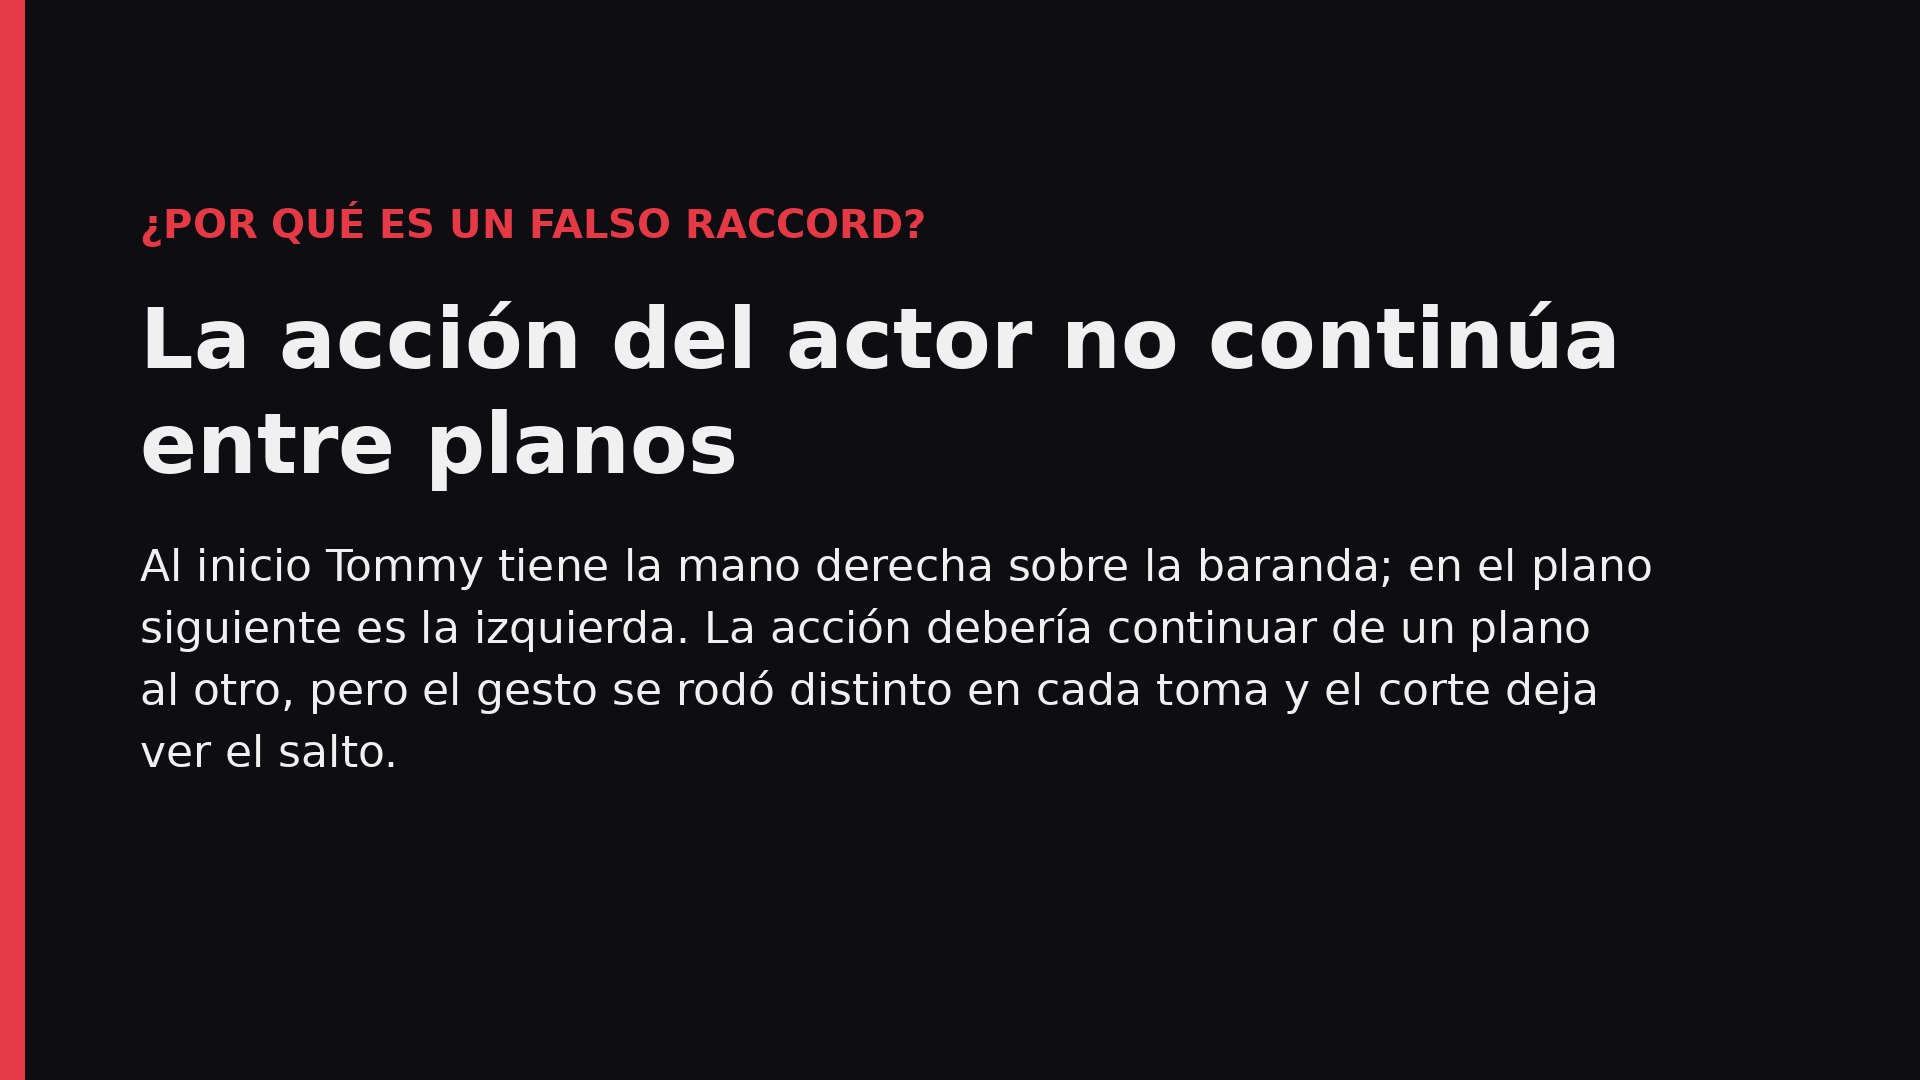 ¿POR QUÉ ES UN FALSO RACCORD?
La acción del actor no continúa
entre planos
Al inicio Tommy tiene la mano derecha sobre la baranda; en el plano
siguiente es la izquierda. La acción debería continuar de un plano
al otro, pero el gesto se rodó distinto en cada toma y el corte deja
ver el salto.